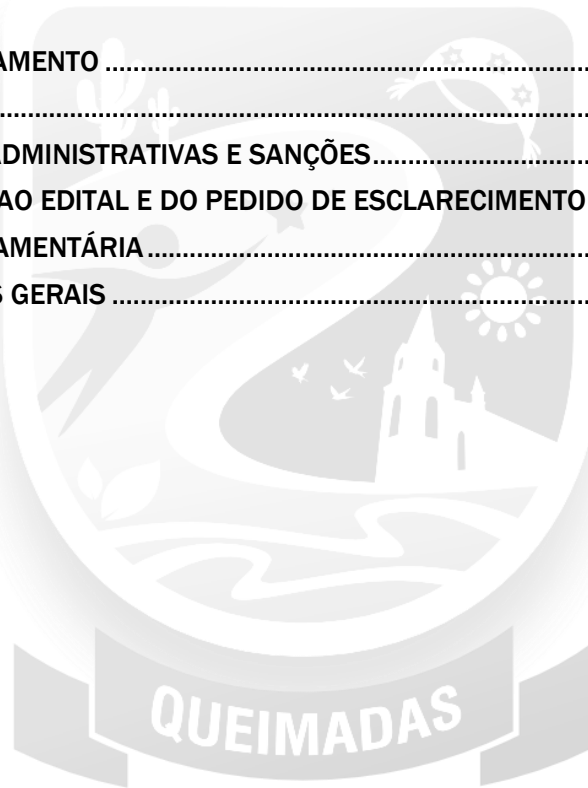 AMENTO ..............................................................................
..............................................................................
ADMINISTRATIVAS E SANÇÕES...................................
AO EDITAL E DO PEDIDO DE ESCLARECIMENTO
AMENTÁRIA.......................................................................
S GERAIS ............................................................................
QUEIMADAS